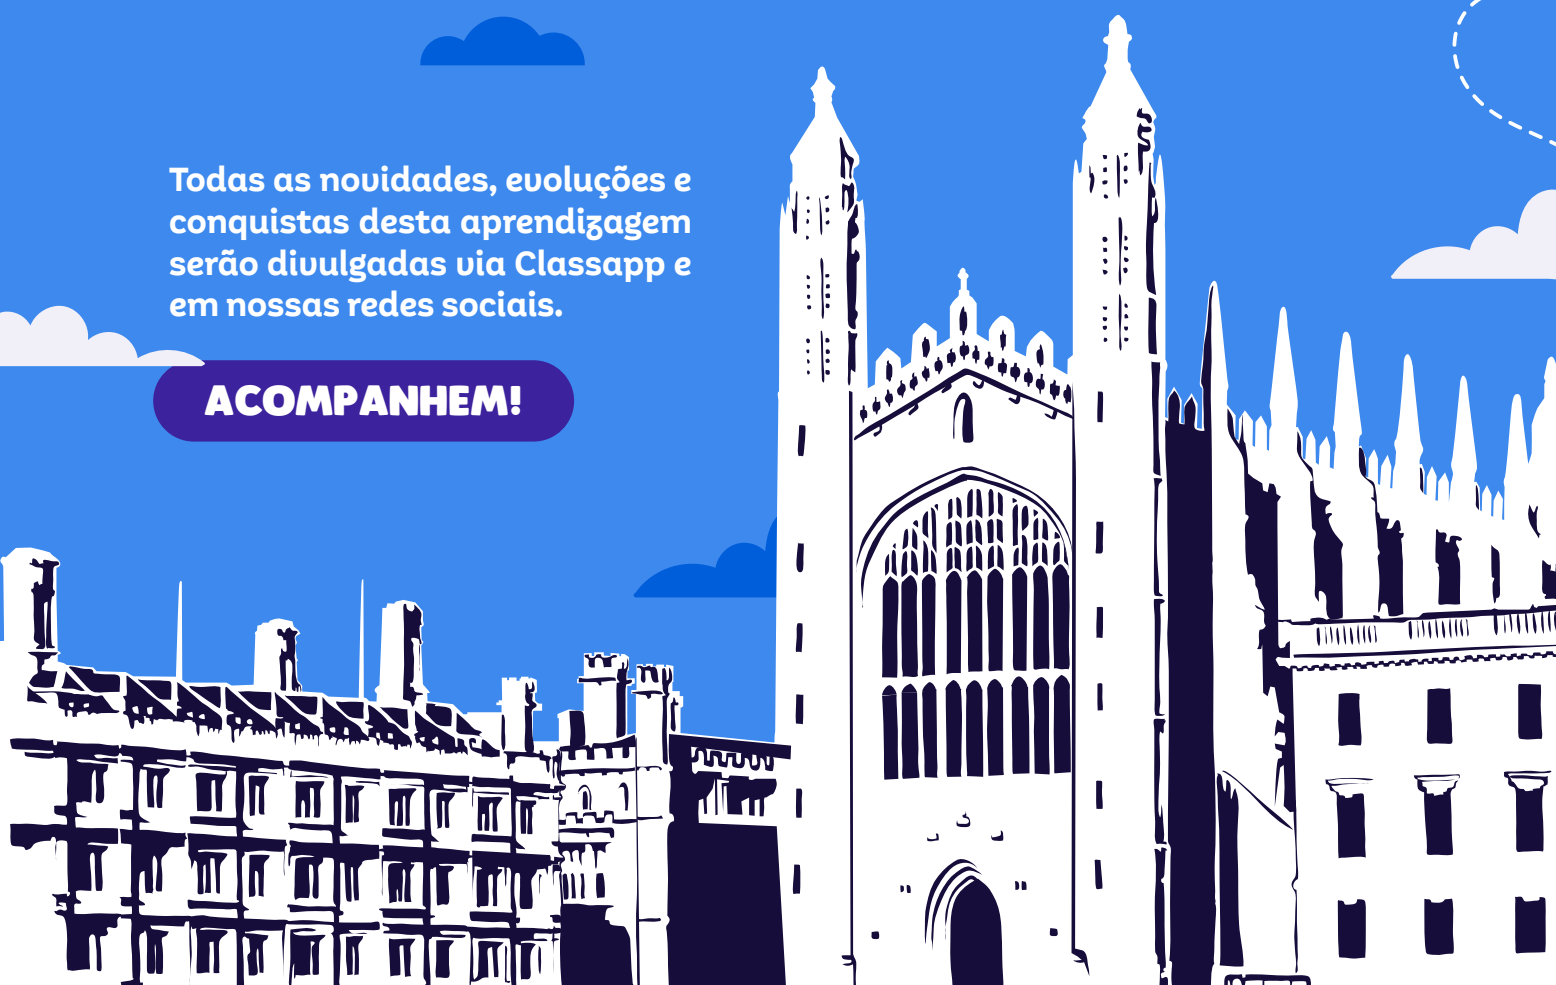 Todas as novidades, evoluções e
conquistas desta aprendizagem
serão divulgadas via Classapp e
em nossas redes sociais.
ACOMPANHEM!